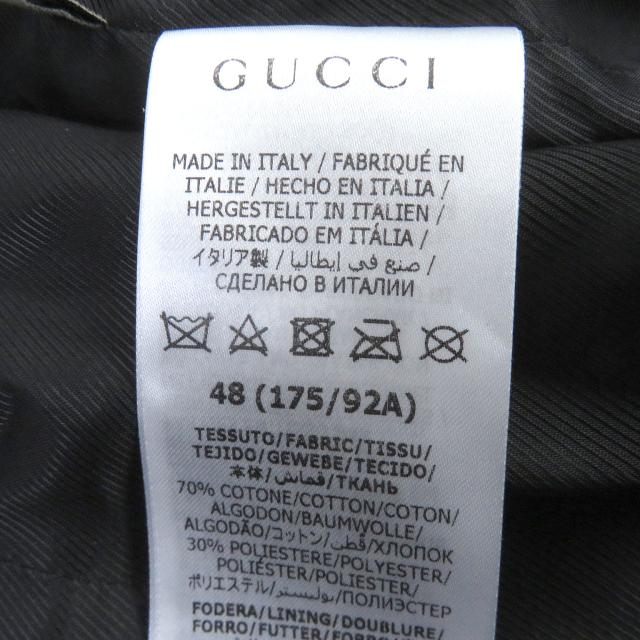 GUCCI
MADE IN ITALY / FABRIQUÉ EN
ITALIE / HECHO EN ITALIA /
HERGESTELLT IN ITALIEN /
FABRICADO EM ITÁLIA /
イタリア製 / صنع في إيطاليا /
СДЕЛАНО В ИТАЛИИ
48 (175/92A)
TESSUTO/FABRIC/TISSU/
TEJIDO/GEWEBE/TECIDO/
本体/قماش/ТКАНЬ
70% COTONE/COTTON/COTON/
ALGODON/BAUMWOLLE/
ALGODÃO/コットン/قطن/ХЛОПОК
30% POLIESTERE/POLYESTER/
ポリエステル/بوليستر/ПОЛИЭСТЕР
FODERA/LINING/DOUBLURE/
FORRO/FUTTER/